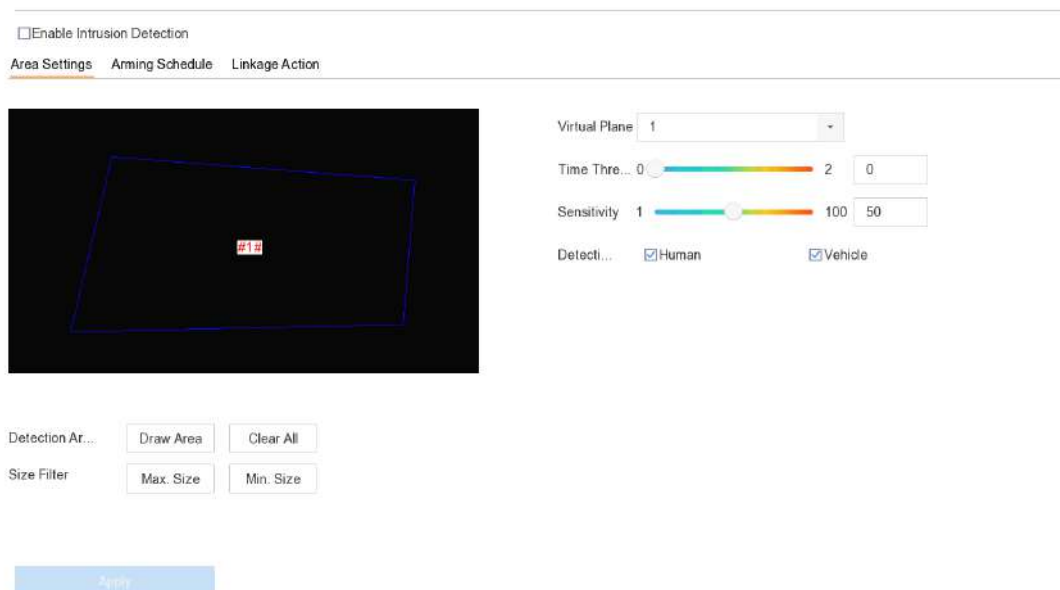 Enable Intrusion Detection
Area Settings Arming Schedule Linkage Action
Virtual Plane 1
Time Thre... 0 2 0
Sensitivity 1 100 50
Detecti... Human Vehicle
#1#
Detection Ar... Draw Area Clear All
Size Filter Max. Size Min. Size
Apply